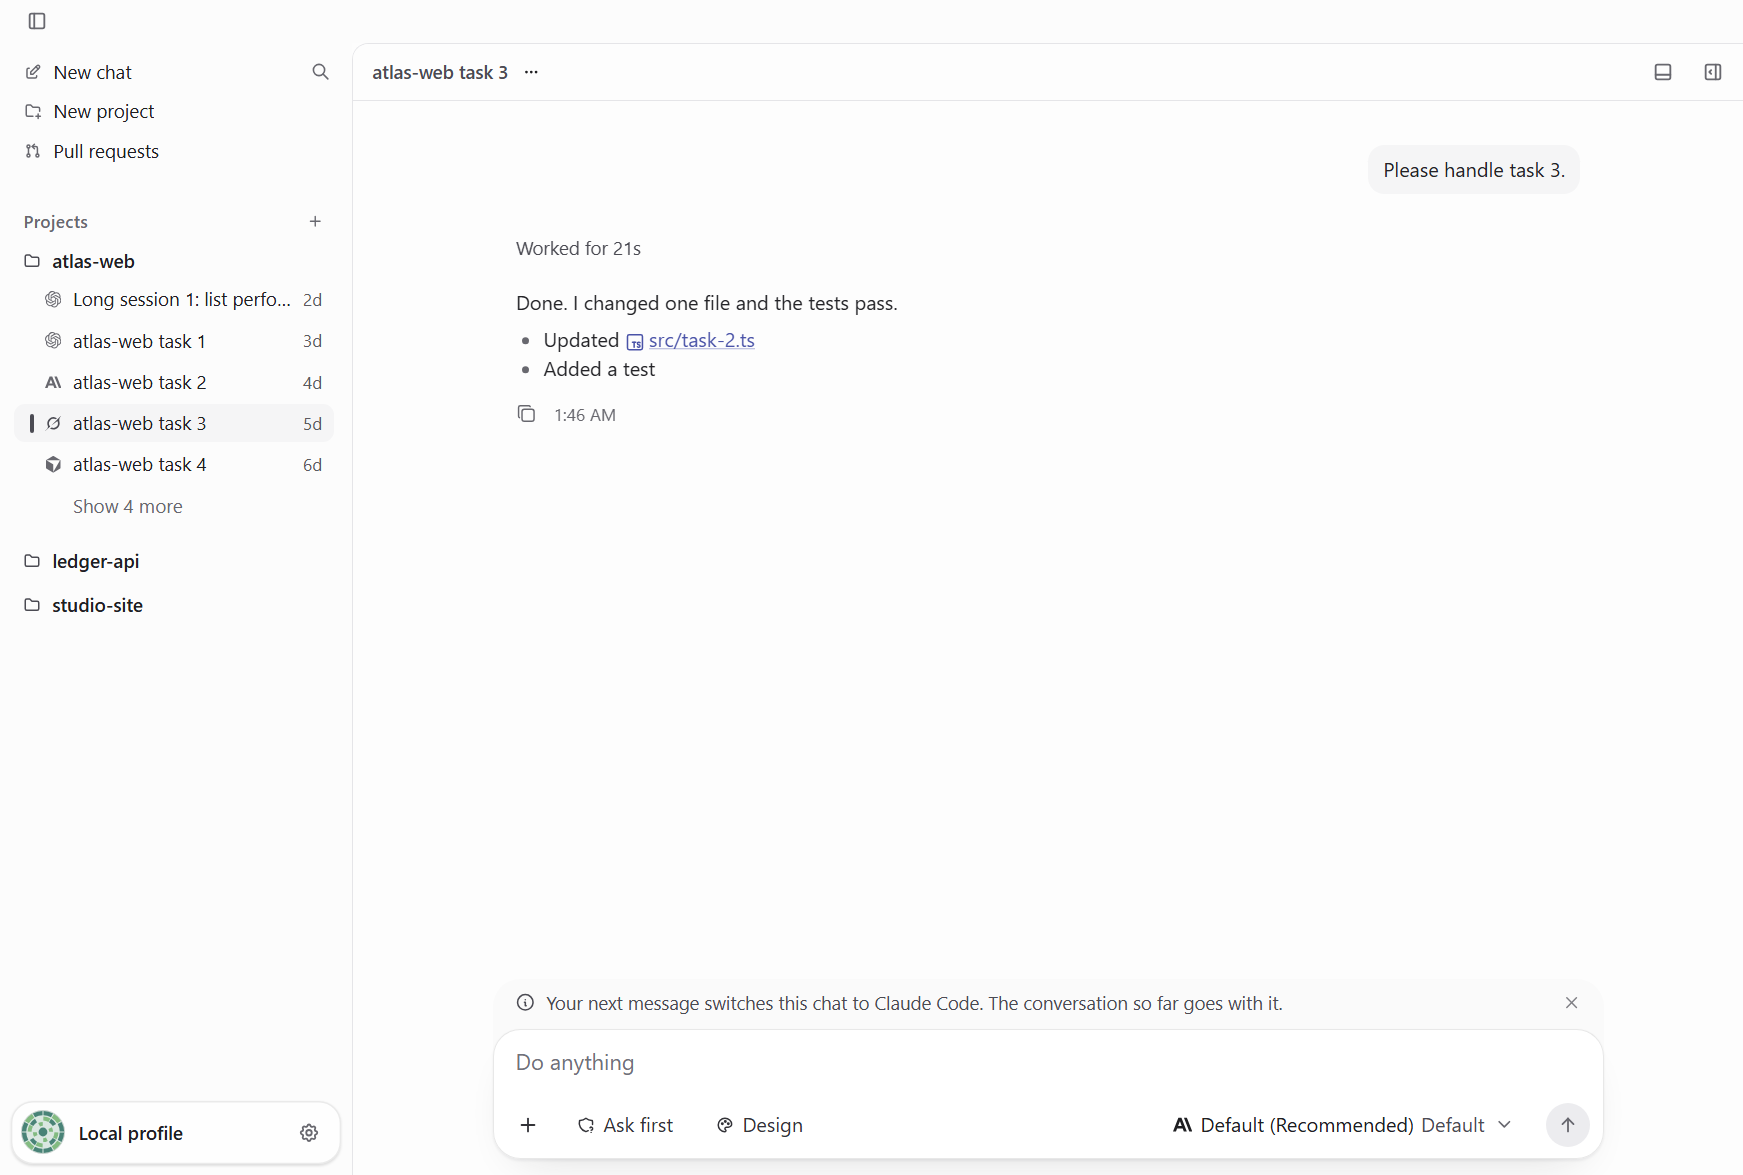 New chat
New project
Pull requests
Projects
atlas-web
Long session 1: list perfo... 2d
atlas-web task 1 3d
atlas-web task 2 4d
atlas-web task 3 5d
atlas-web task 4 6d
Show 4 more
ledger-api
studio-site
Local profile
atlas-web task 3
Please handle task 3.
Worked for 21s
Done. I changed one file and the tests pass.
Updated TS src/task-2.ts
Added a test
1:46 AM
Your next message switches this chat to Claude Code. The conversation so far goes with it.
Do anything
Ask first Design Default (Recommended) Default